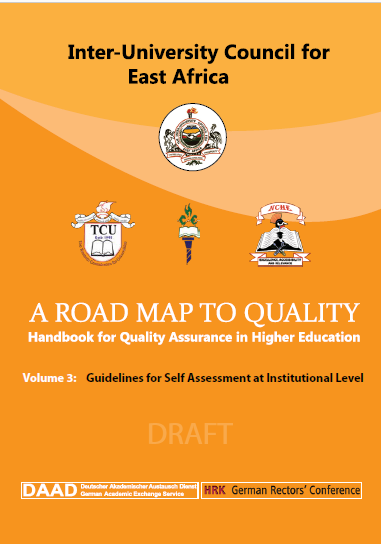 Inter-University Council for
East Africa
TCU
NCHE
A ROAD MAP TO QUALITY
Handbook for Quality Assurance in Higher Education
Volume 3: Guidelines for Self Assessment at Institutional Level
DRAFT
DAAD Deutscher Akademischer Austausch Dienst
German Academic Exchange Service
HRK German Rectors' Conference